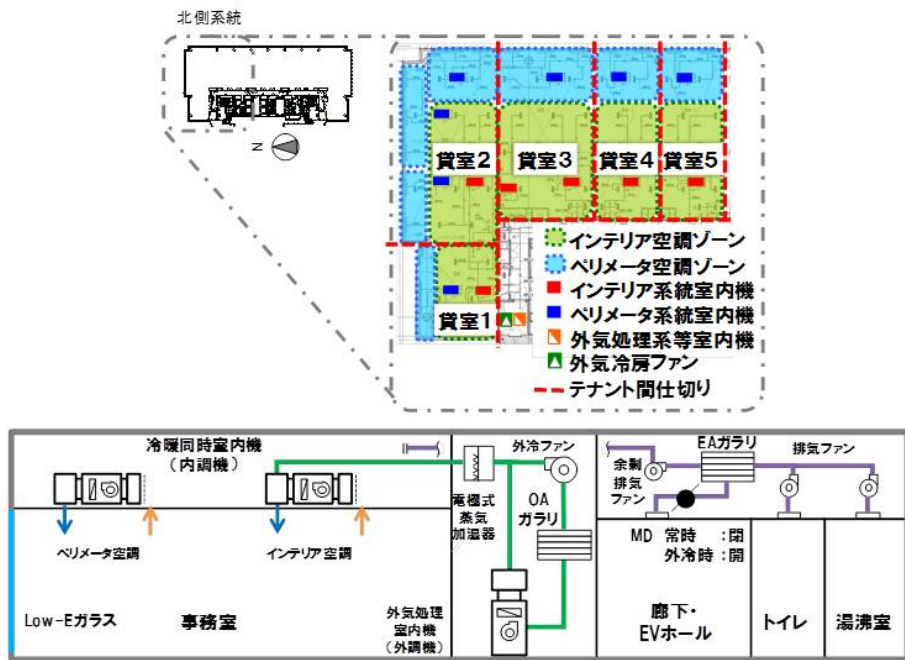 北側系統
N
貸室2
貸室3
貸室4
貸室5
貸室1
インテリア空調ゾーン
ペリメータ空調ゾーン
インテリア系統室内機
ペリメータ系統室内機
外気処理系等室内機
外気冷房ファン
テナント間仕切り
冷暖同時室内機
(内調機)
ペリメータ空調
インテリア空調
Low-Eガラス
事務室
電極式
蒸気
加湿器
外冷ファン
OA
ガラリ
外気処理
室内機
(外調機)
EAガラリ
排気ファン
余剰
排気
ファン
MD 常時 :閉
外冷時:開
廊下・
EVホール
トイレ
湯沸室